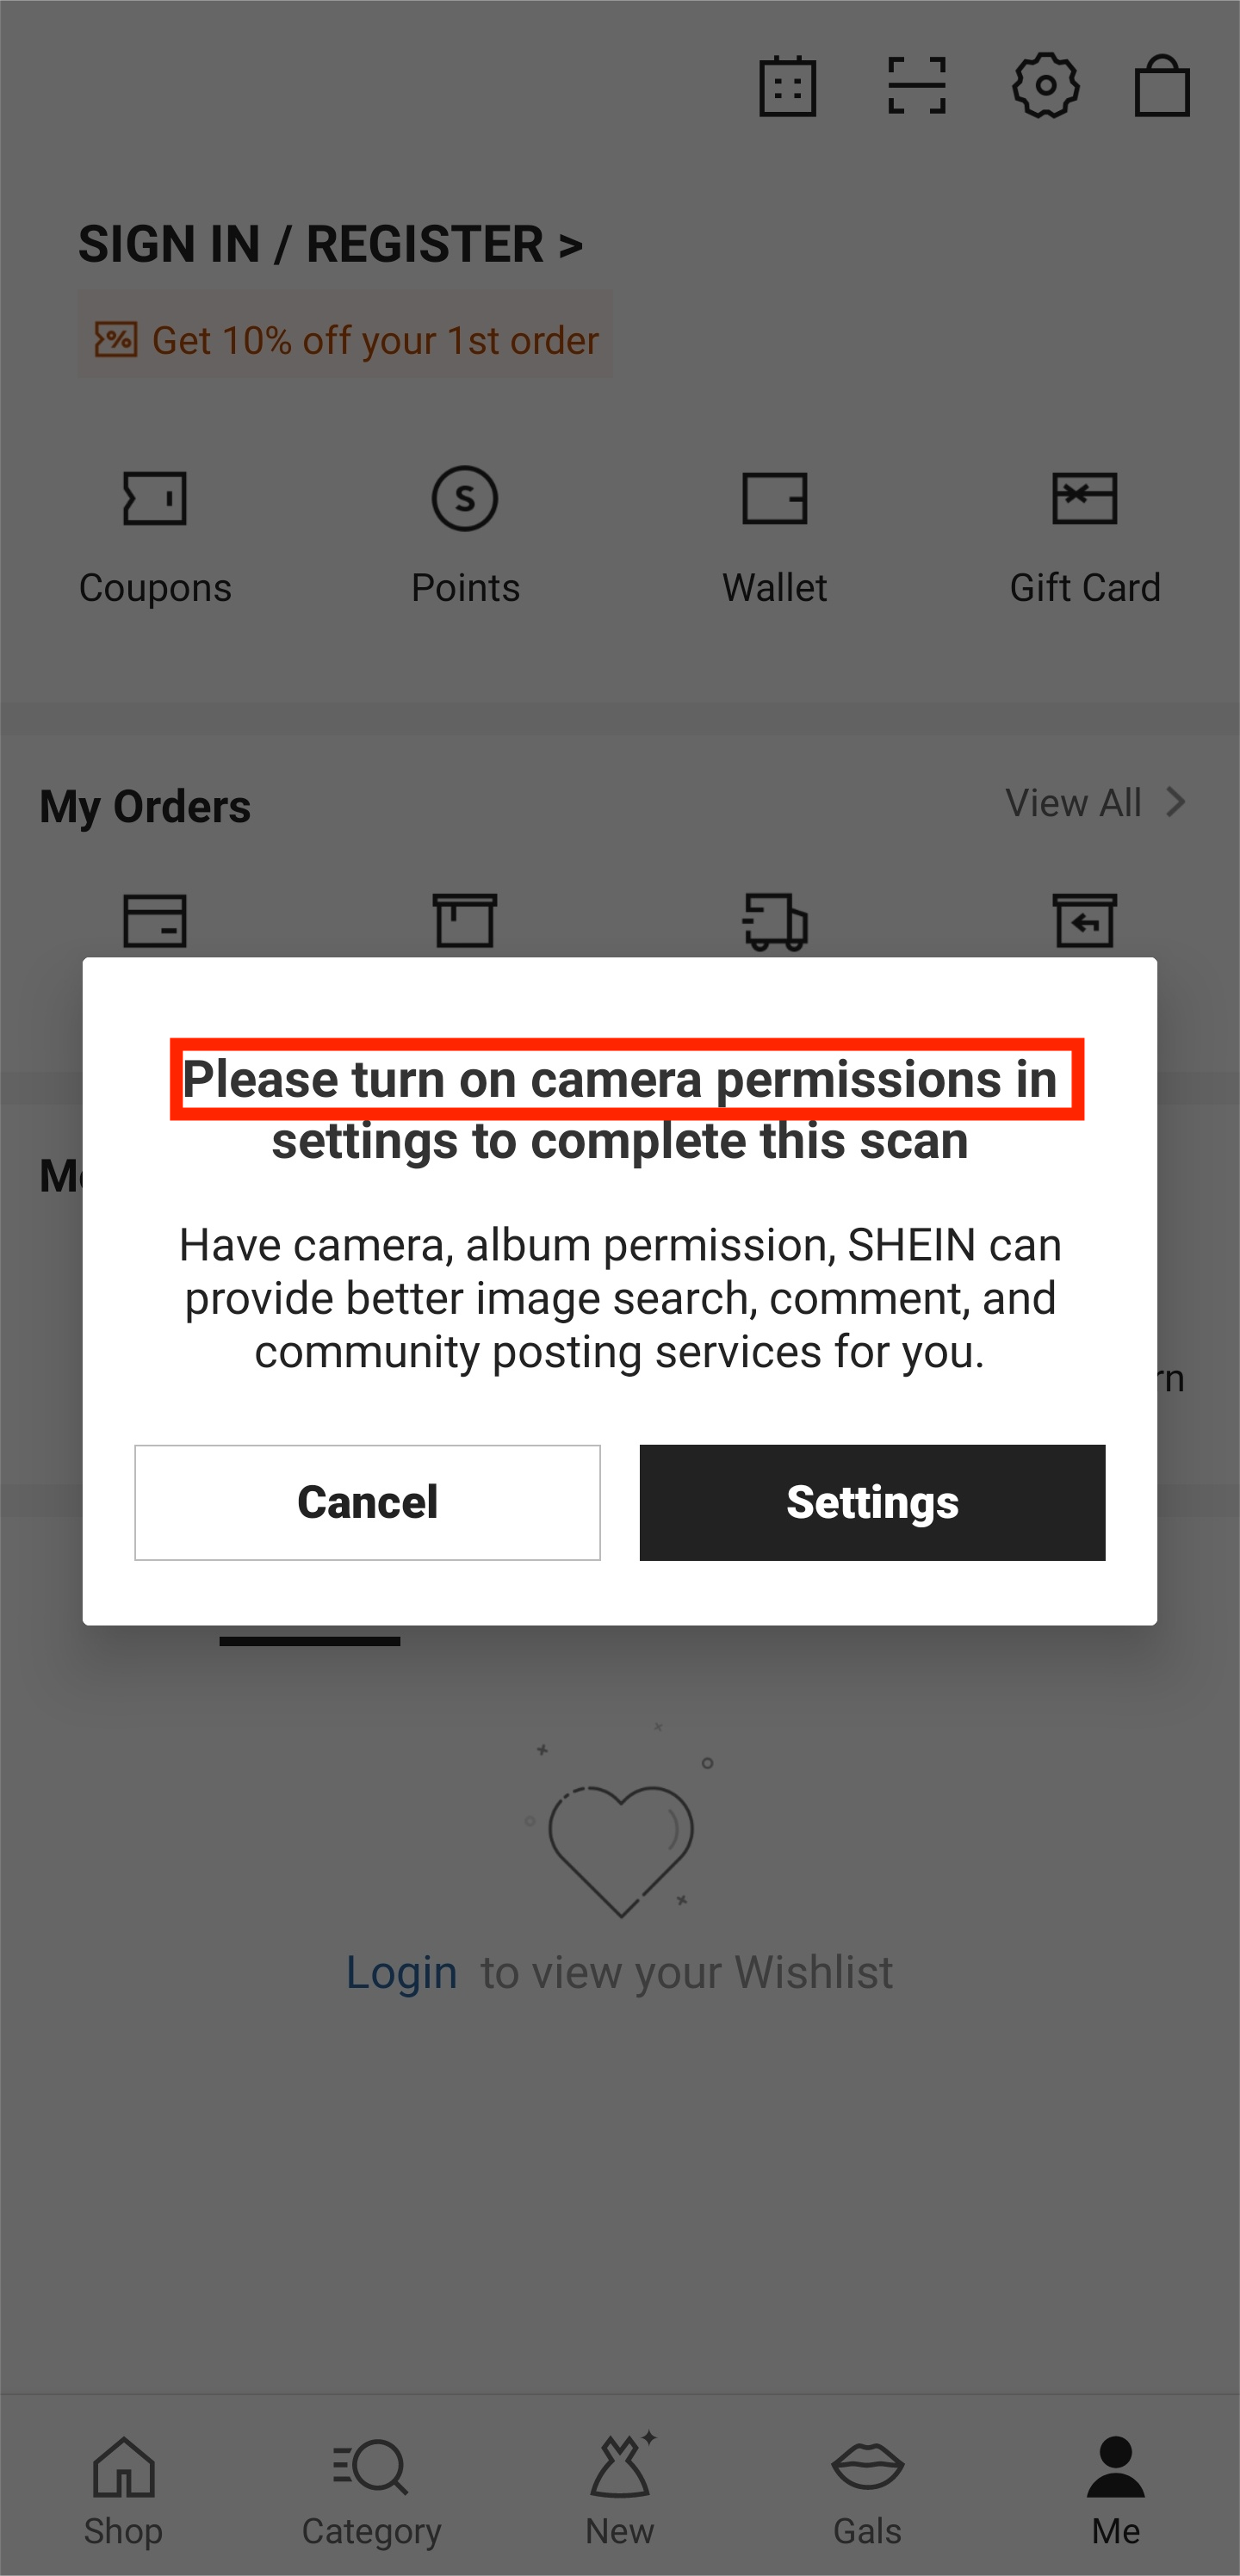 SIGN IN / REGISTER >
% Get 10% off your 1st order
S
Coupons Points Wallet Gift Card
My Orders View All >
Please turn on camera permissions in
settings to complete this scan
Have camera, album permission, SHEIN can
provide better image search, comment, and
community posting services for you.
Cancel Settings
Login to view your Wishlist
Shop Category New Gals Me